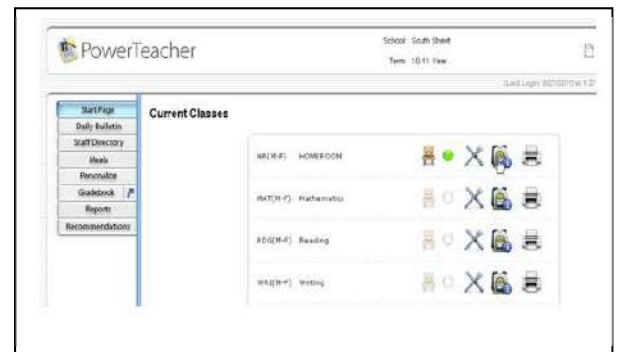 PowerTeacher
School: South Street
Term: 10-11 Year
Start Page
Daily Bulletin
Staff Directory
Meals
Personalize
Gradebook
Reports
Recommendations
Current Classes
HR(M-F) HOMEROOM
MAT(M-F) Mathematics
RDG(M-F) Reading
WRI(M-F) Writing